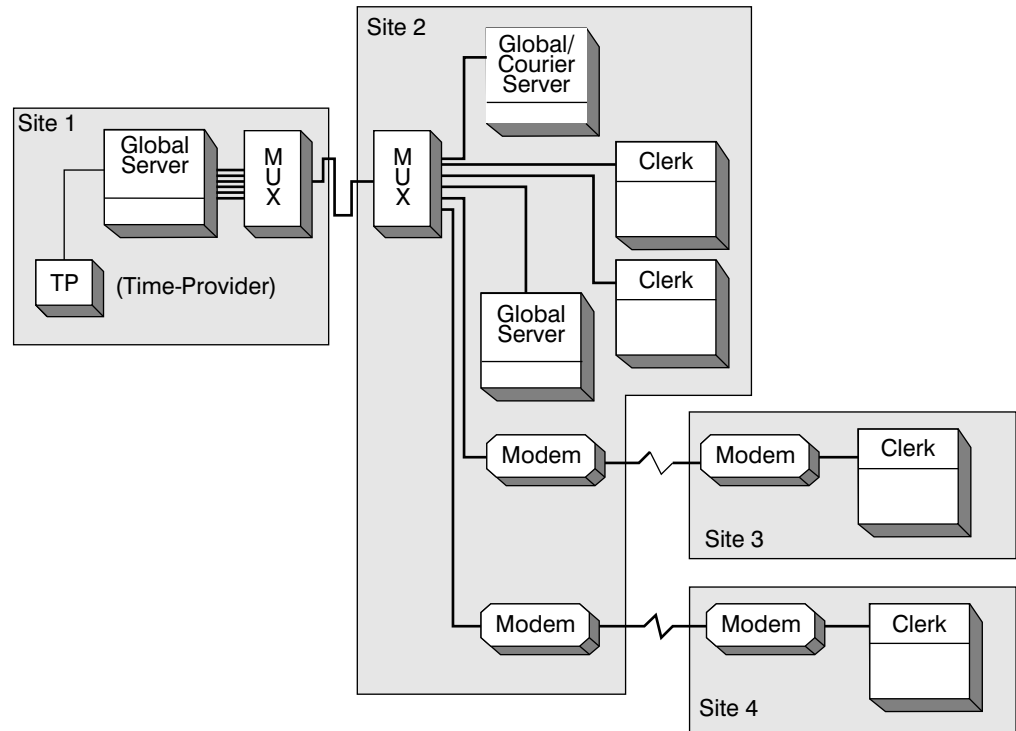 Site 1
Global
Server
M
U
X
TP
(Time-Provider)
Site 2
Global/
Courier
Server
M
U
X
Clerk
Clerk
Global
Server
Modem
Modem
Clerk
Site 3
Modem
Modem
Clerk
Site 4